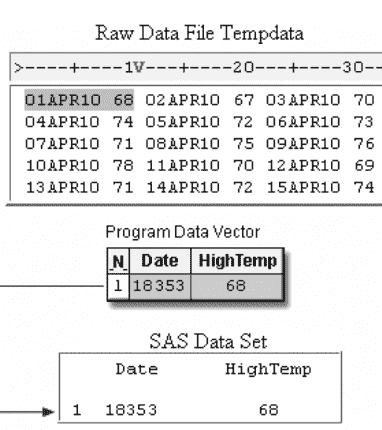 Raw Data File Tempdata
>----+----1V---+----20---+----30--
01APR10 68 02APR10 67 03APR10 70
04APR10 74 05APR10 72 06APR10 73
07APR10 71 08APR10 75 09APR10 76
10APR10 78 11APR10 70 12APR10 69
13APR10 71 14APR10 72 15APR10 74
Program Data Vector
_N_ Date HighTemp
1 18353 68
SAS Data Set
Date HighTemp
1 18353 68